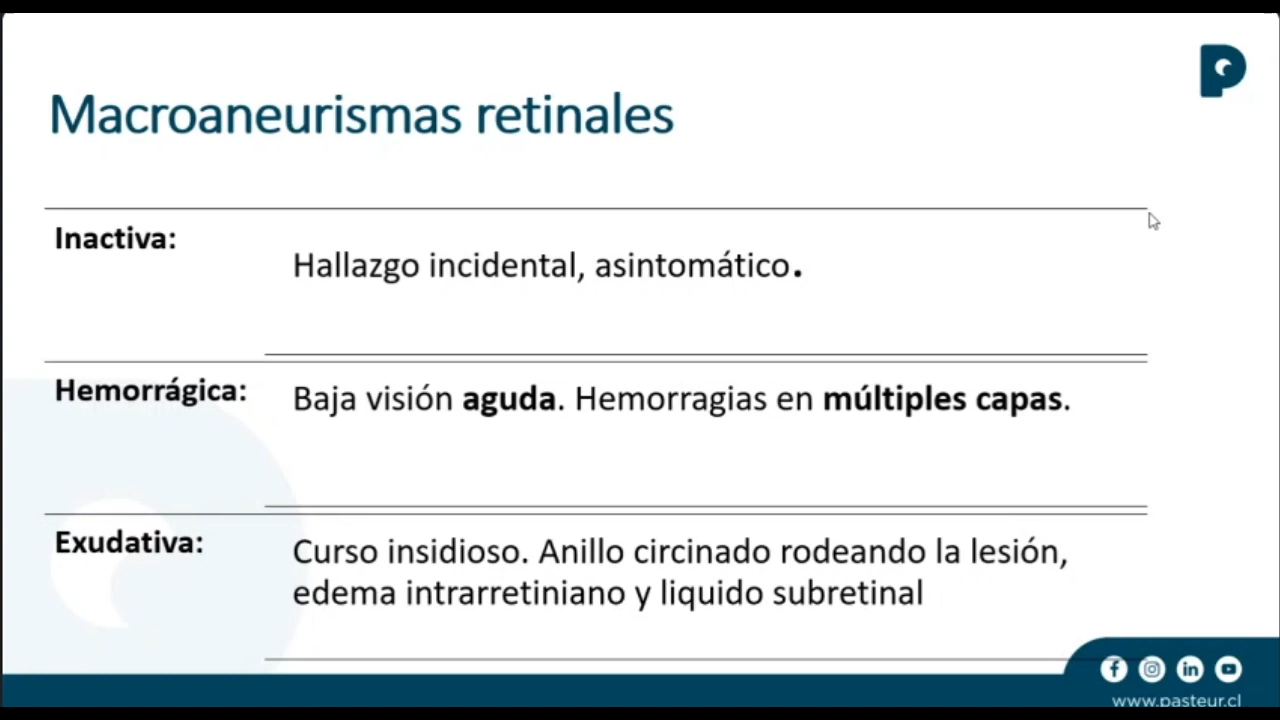 Macroaneurismas retinales
Inactiva:
Hallazgo incidental, asintomático.
Hemorrágica:
Baja visión aguda. Hemorragias en múltiples capas.
Exudativa:
Curso insidioso. Anillo circinado rodeando la lesión,
edema intrarretiniano y liquido subretinal
www.pasteur.cl